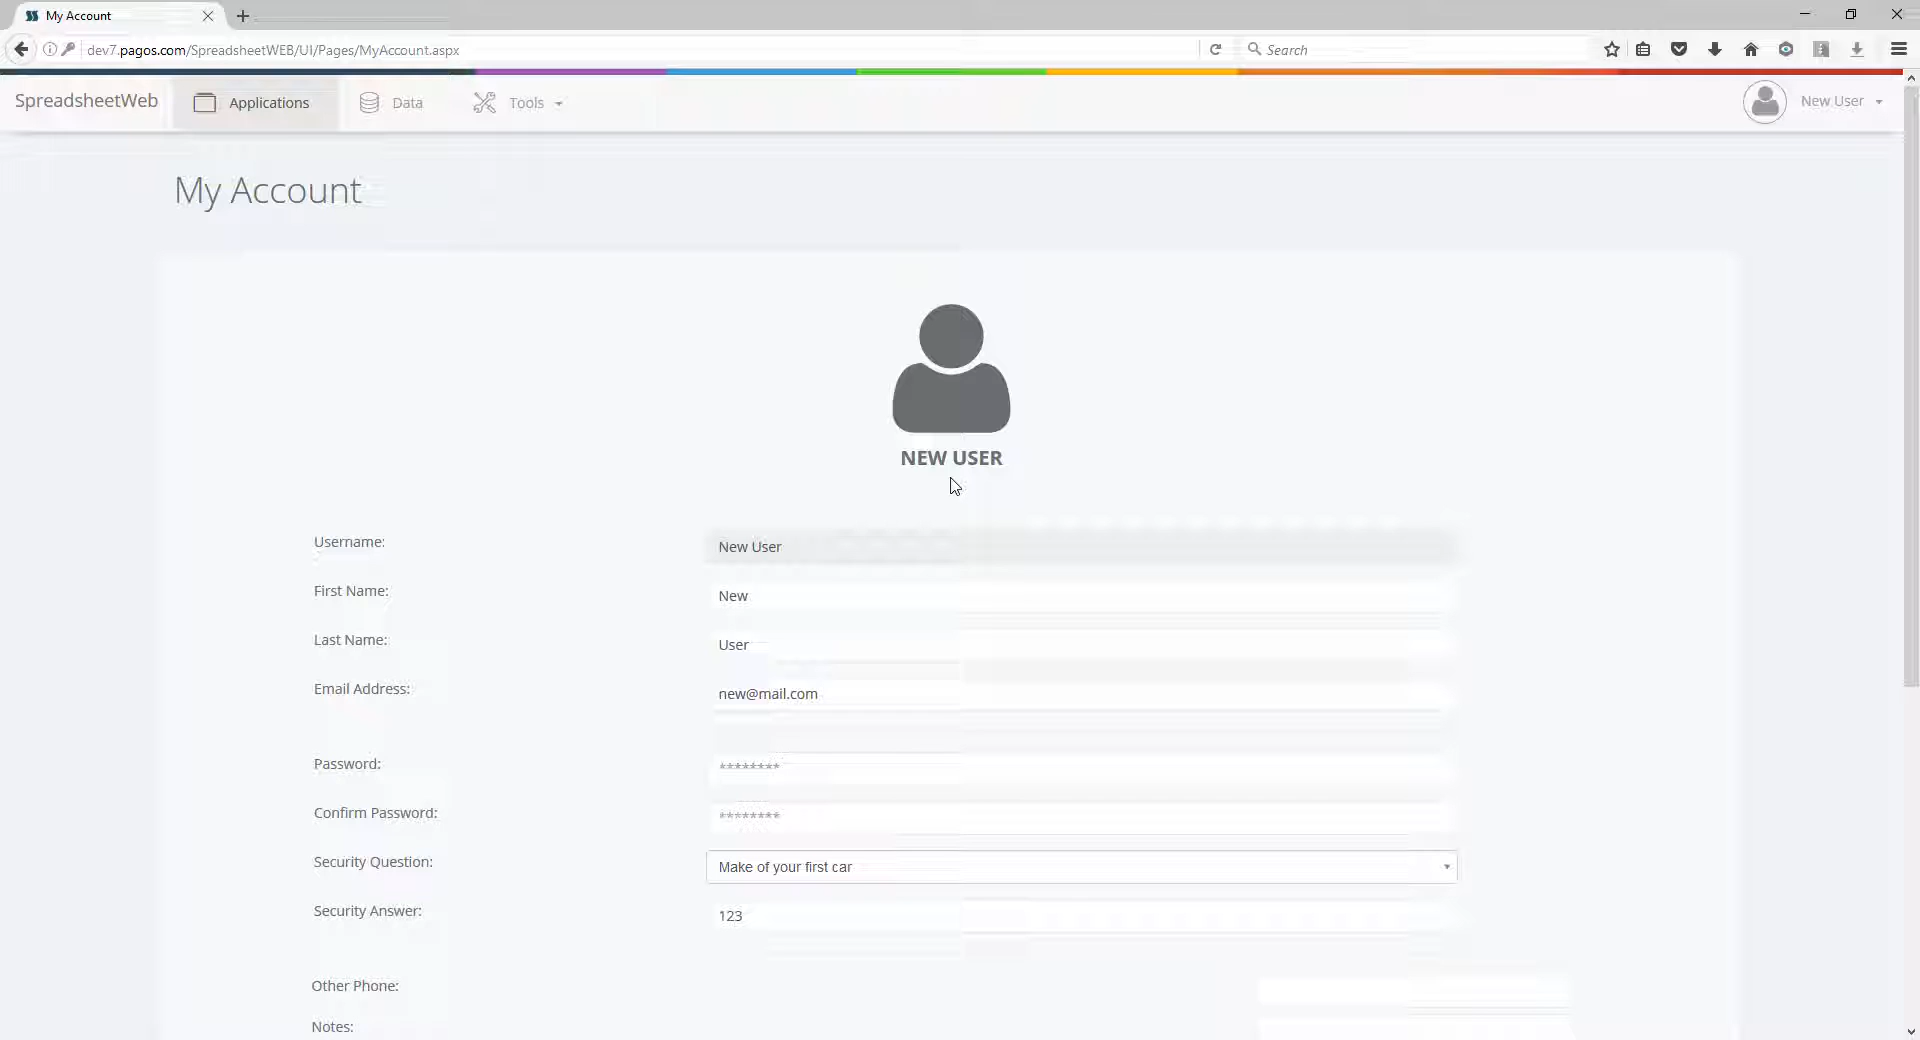 My Account
dev7.pagos.com/SpreadsheetWEB/UI/Pages/MyAccount.aspx
Search
SpreadsheetWeb
Applications
Data
Tools
New User
My Account
NEW USER
Username:
New User
First Name:
New
Last Name:
User
Email Address:
new@mail.com
Password:
********
Confirm Password:
********
Security Question:
Make of your first car
Security Answer:
123
Other Phone:
Notes: